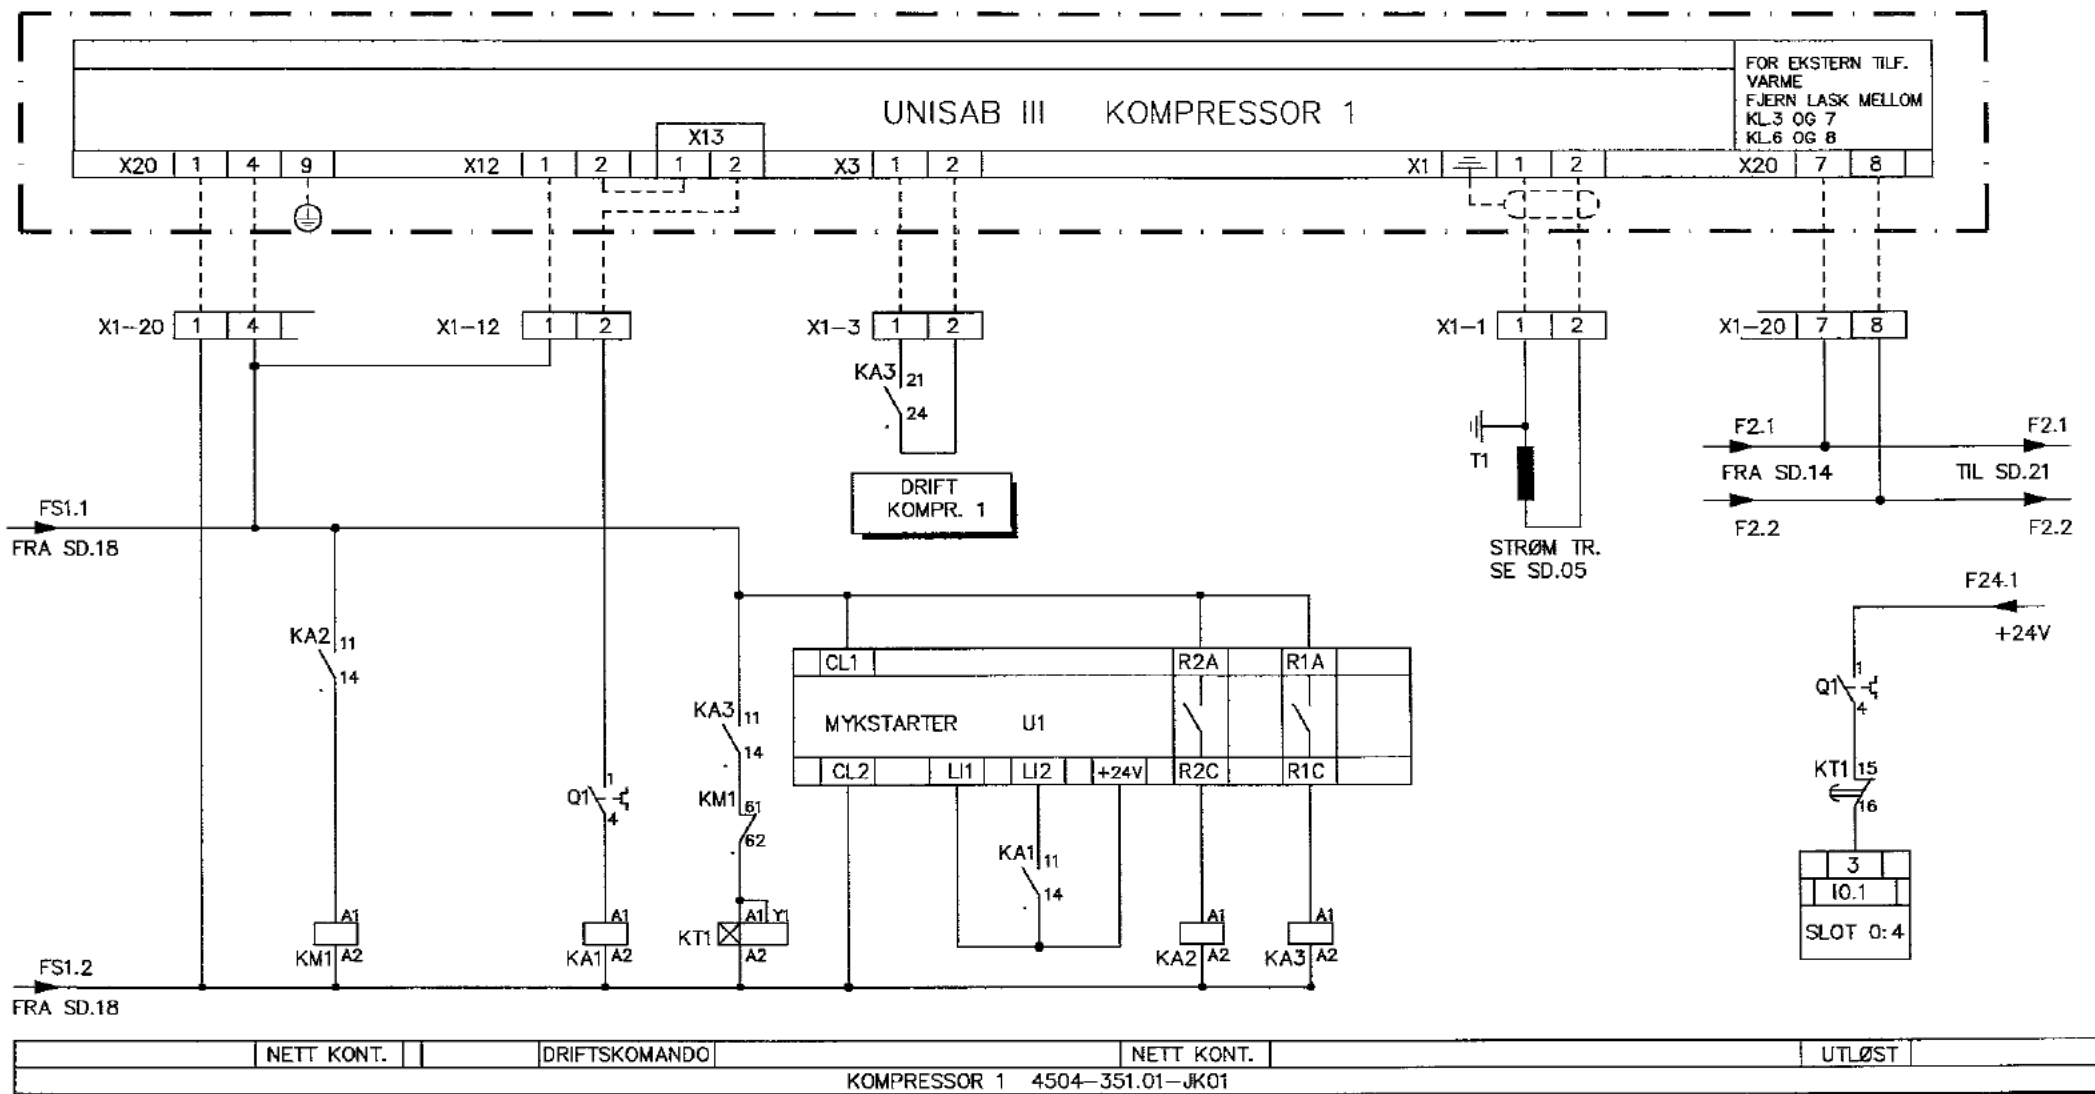 FOR EKSTERN TILF.
VARME
FJERN LASK MELLOM
KL.3 OG 7
KL.6 OG 8
UNISAB III KOMPRESSOR 1
X13
X20 1 4 9 X12 1 2 1 2 X3 1 2 X1 1 2 X20 7 8
X1-20 1 4 X1-12 1 2 X1-3 1 2 X1-1 1 2 X1-20 7 8
KA3 21
24
DRIFT
KOMPR. 1
T1
STRØM TR.
SE SD.05
F2.1 F2.1
FRA SD.14 TIL SD.21
F2.2 F2.2
FS1.1
FRA SD.18
F24.1
+24V
KA2 11
14
KA3 11
14
KM1 61
62
Q1 1
4
CL1 R2A R1A
MYKSTARTER U1
CL2 LI1 LI2 +24V R2C R1C
KA1 11
14
Q1 1
4
KT1 15
16
3
I0.1
SLOT 0:4
A1 A1 A1 Y1 A1 A1
KT1
KM1 A2 KA1 A2 A2 KA2 A2 KA3 A2
FS1.2
FRA SD.18
NETT KONT. DRIFTSKOMANDO NETT KONT. UTLØST
KOMPRESSOR 1 4504-351.01-JK01